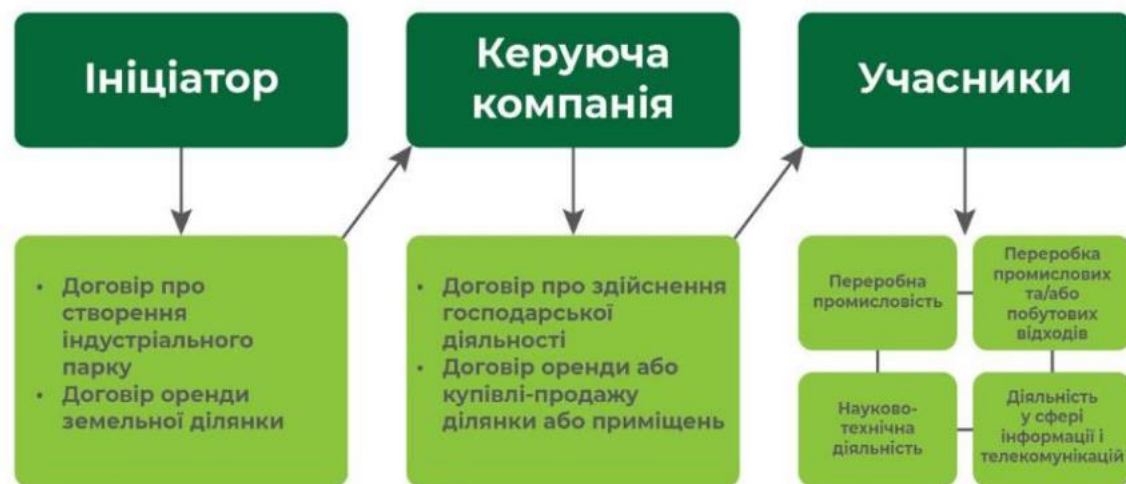 Ініціатор
Керуюча
компанія
Учасники
• Договір про
створення
індустріального
парку
• Договір оренди
земельної ділянки
• Договір про здійснення
господарської
діяльності
• Договір оренди або
купівлі-продажу
ділянки або приміщень
Переробна
промисловість
Переробка
промислових
та/або
побутових
відходів
Науково-
технічна
діяльність
Діяльність
у сфері
інформації і
телекомунікацій